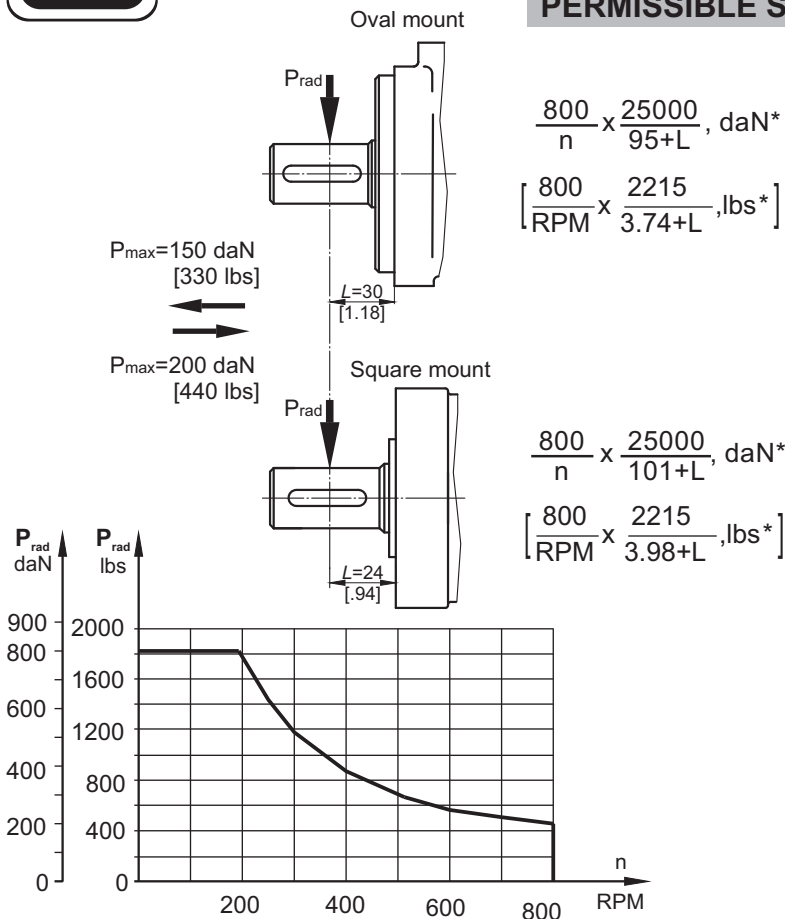 PERMISSIBLE S
Oval mount
Prad
800/n x 25000/95+L, daN*
[800/RPM x 2215/3.74+L, lbs*]
Pmax=150 daN
[330 lbs]
L=30
[1.18]
Pmax=200 daN
[440 lbs]
Square mount
Prad
800/n x 25000/101+L, daN*
[800/RPM x 2215/3.98+L, lbs*]
L=24
[.94]
Prad daN
Prad lbs
900
800
600
400
200
0
2000
1600
1200
800
400
0
200 400 600 800
n
RPM